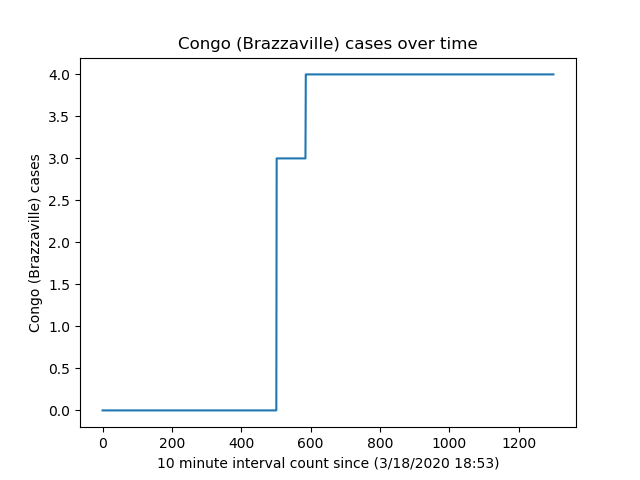 Congo (Brazzaville) cases over time
4.0
3.5
3.0
2.5
2.0
1.5
1.0
0.5
0.0
Congo (Brazzaville) cases
0 200 400 600 800 1000 1200
10 minute interval count since (3/18/2020 18:53)